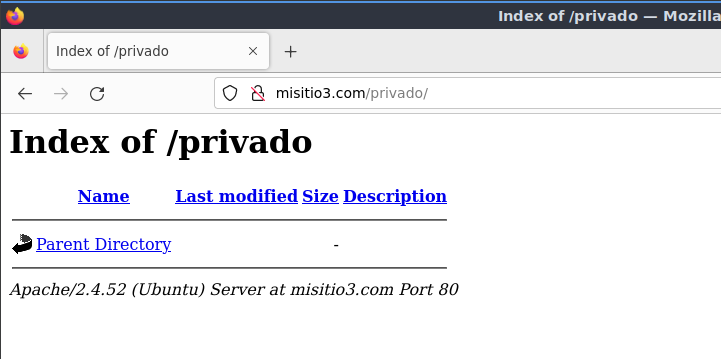 Index of /privado — Mozilla
Index of /privado
misitio3.com/privado/
Index of /privado
Name Last modified Size Description
Parent Directory -
Apache/2.4.52 (Ubuntu) Server at misitio3.com Port 80